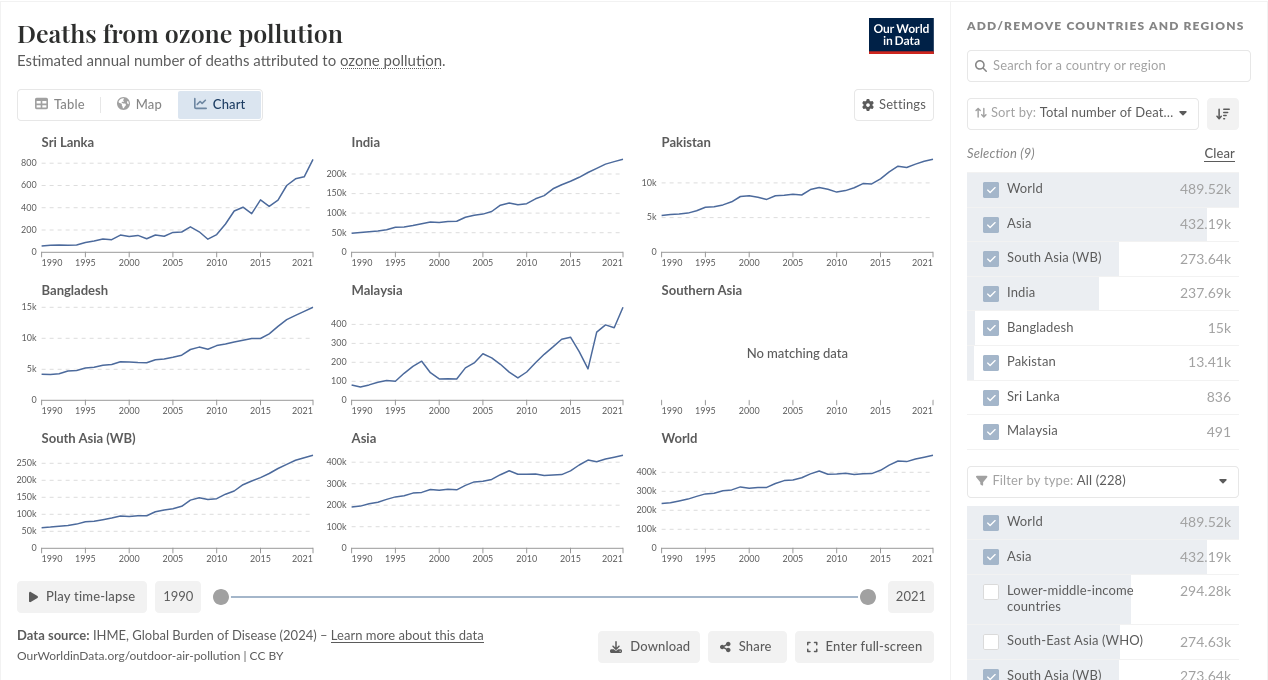 Deaths from ozone pollution
Estimated annual number of deaths attributed to ozone pollution.
Our World
in Data
Table
Map
Chart
Settings
Sri Lanka
800
600
400
200
0
1990 1995 2000 2005 2010 2015 2021
India
200k
150k
100k
50k
0
1990 1995 2000 2005 2010 2015 2021
Pakistan
10k
5k
0
1990 1995 2000 2005 2010 2015 2021
Bangladesh
15k
10k
5k
0
1990 1995 2000 2005 2010 2015 2021
Malaysia
400
300
200
100
0
1990 1995 2000 2005 2010 2015 2021
Southern Asia
No matching data
1990 1995 2000 2005 2010 2015 2021
South Asia (WB)
250k
200k
150k
100k
50k
0
1990 1995 2000 2005 2010 2015 2021
Asia
400k
300k
200k
100k
0
1990 1995 2000 2005 2010 2015 2021
World
400k
300k
200k
100k
0
1990 1995 2000 2005 2010 2015 2021
Play time-lapse
1990
2021
Data source: IHME, Global Burden of Disease (2024) – Learn more about this data
OurWorldinData.org/outdoor-air-pollution | CC BY
Download
Share
Enter full-screen
ADD/REMOVE COUNTRIES AND REGIONS
Search for a country or region
Sort by: Total number of Deat...
Selection (9)
Clear
World 489.52k
Asia 432.19k
South Asia (WB) 273.64k
India 237.69k
Bangladesh 15k
Pakistan 13.41k
Sri Lanka 836
Malaysia 491
Filter by type: All (228)
World 489.52k
Asia 432.19k
Lower-middle-income 294.28k
countries
South-East Asia (WHO) 274.63k
South Asia (WB) 273.64k